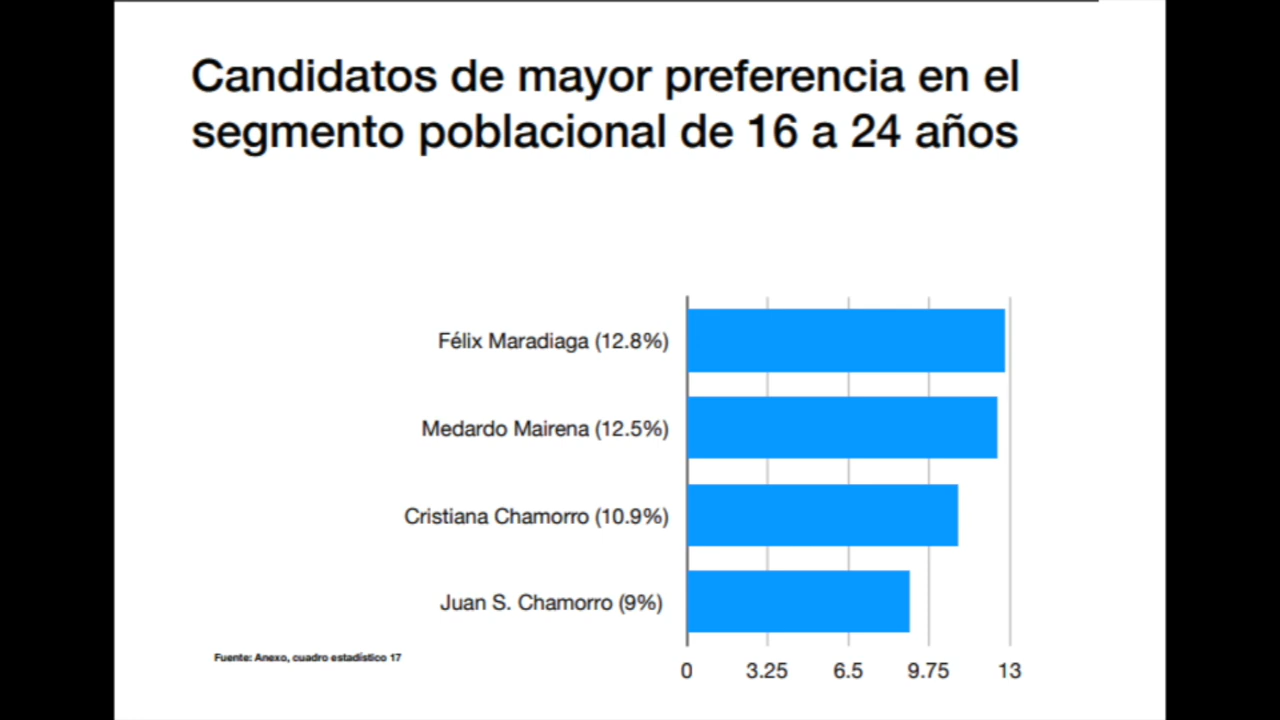 Candidatos de mayor preferencia en el
segmento poblacional de 16 a 24 años
Félix Maradiaga (12.8%)
Medardo Mairena (12.5%)
Cristiana Chamorro (10.9%)
Juan S. Chamorro (9%)
Fuente: Anexo, cuadro estadístico 17
0 3.25 6.5 9.75 13